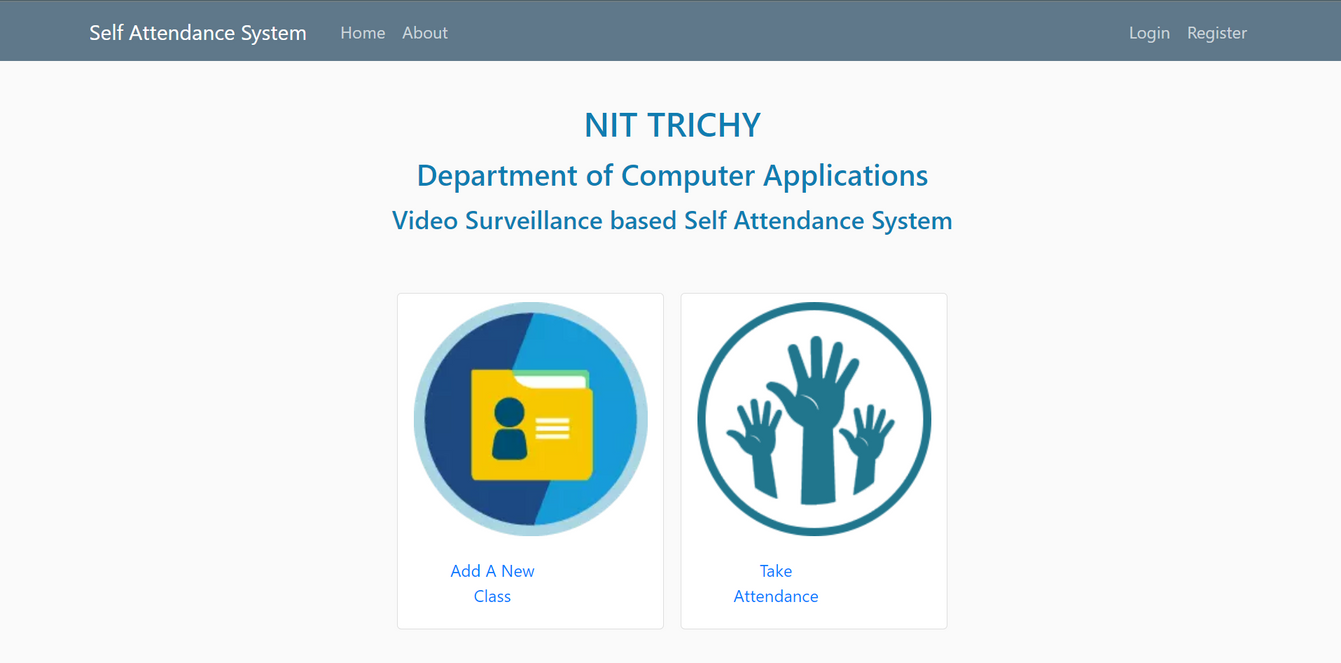 Self Attendance System Home About Login Register
NIT TRICHY
Department of Computer Applications
Video Surveillance based Self Attendance System
Add A New
Class
Take
Attendance